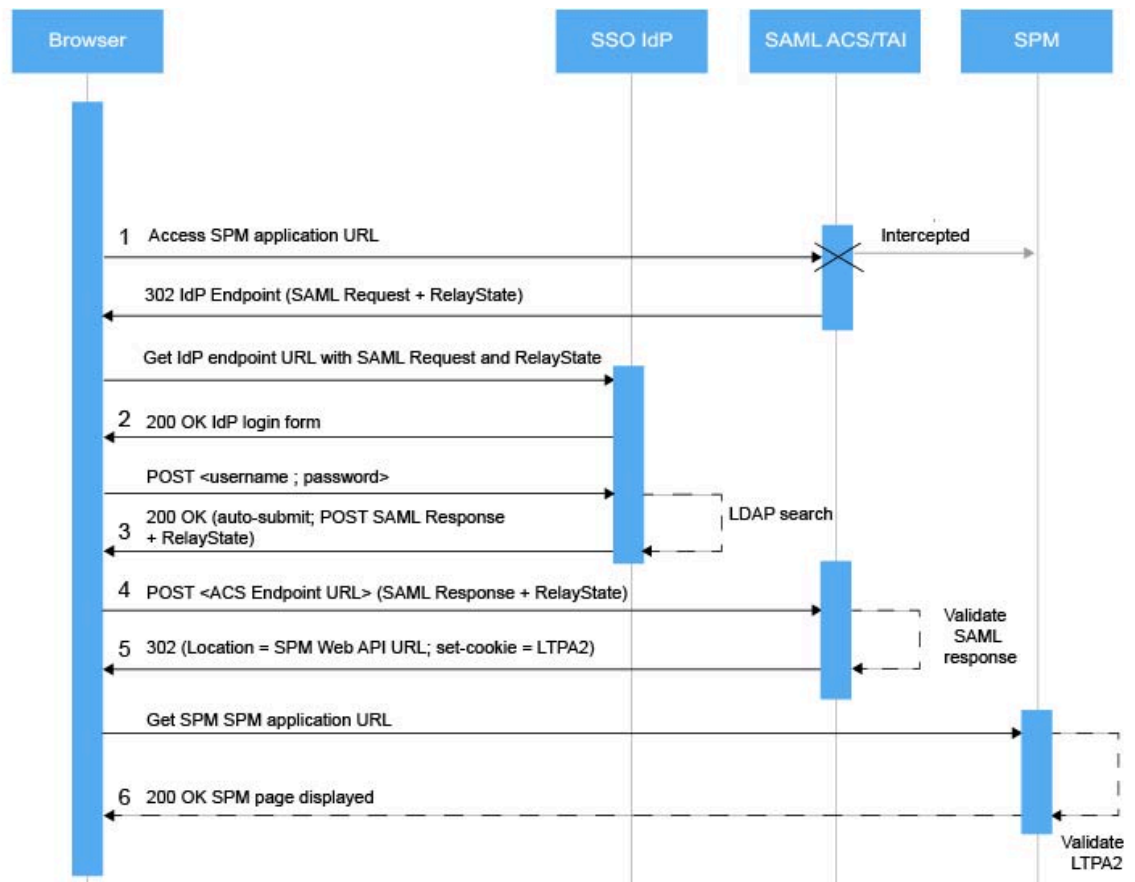 Browser
SSO IdP
SAML ACS/TAI
SPM
1 Access SPM application URL
Intercepted
302 IdP Endpoint (SAML Request + RelayState)
Get IdP endpoint URL with SAML Request and RelayState
2 200 OK IdP login form
POST <username ; password>
LDAP search
3 200 OK (auto-submit; POST SAML Response
+ RelayState)
4 POST <ACS Endpoint URL> (SAML Response + RelayState)
Validate
SAML
response
5 302 (Location = SPM Web API URL; set-cookie = LTPA2)
Get SPM SPM application URL
6 200 OK SPM page displayed
Validate
LTPA2